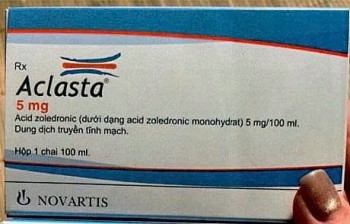 Rx
Aclasta®
5 mg
Acid zoledronic (dưới dạng acid zoledronic monohydrat) 5 mg/100 ml.
Dung dịch truyền tĩnh mạch.
Hộp 1 chai 100 ml.
NOVARTIS